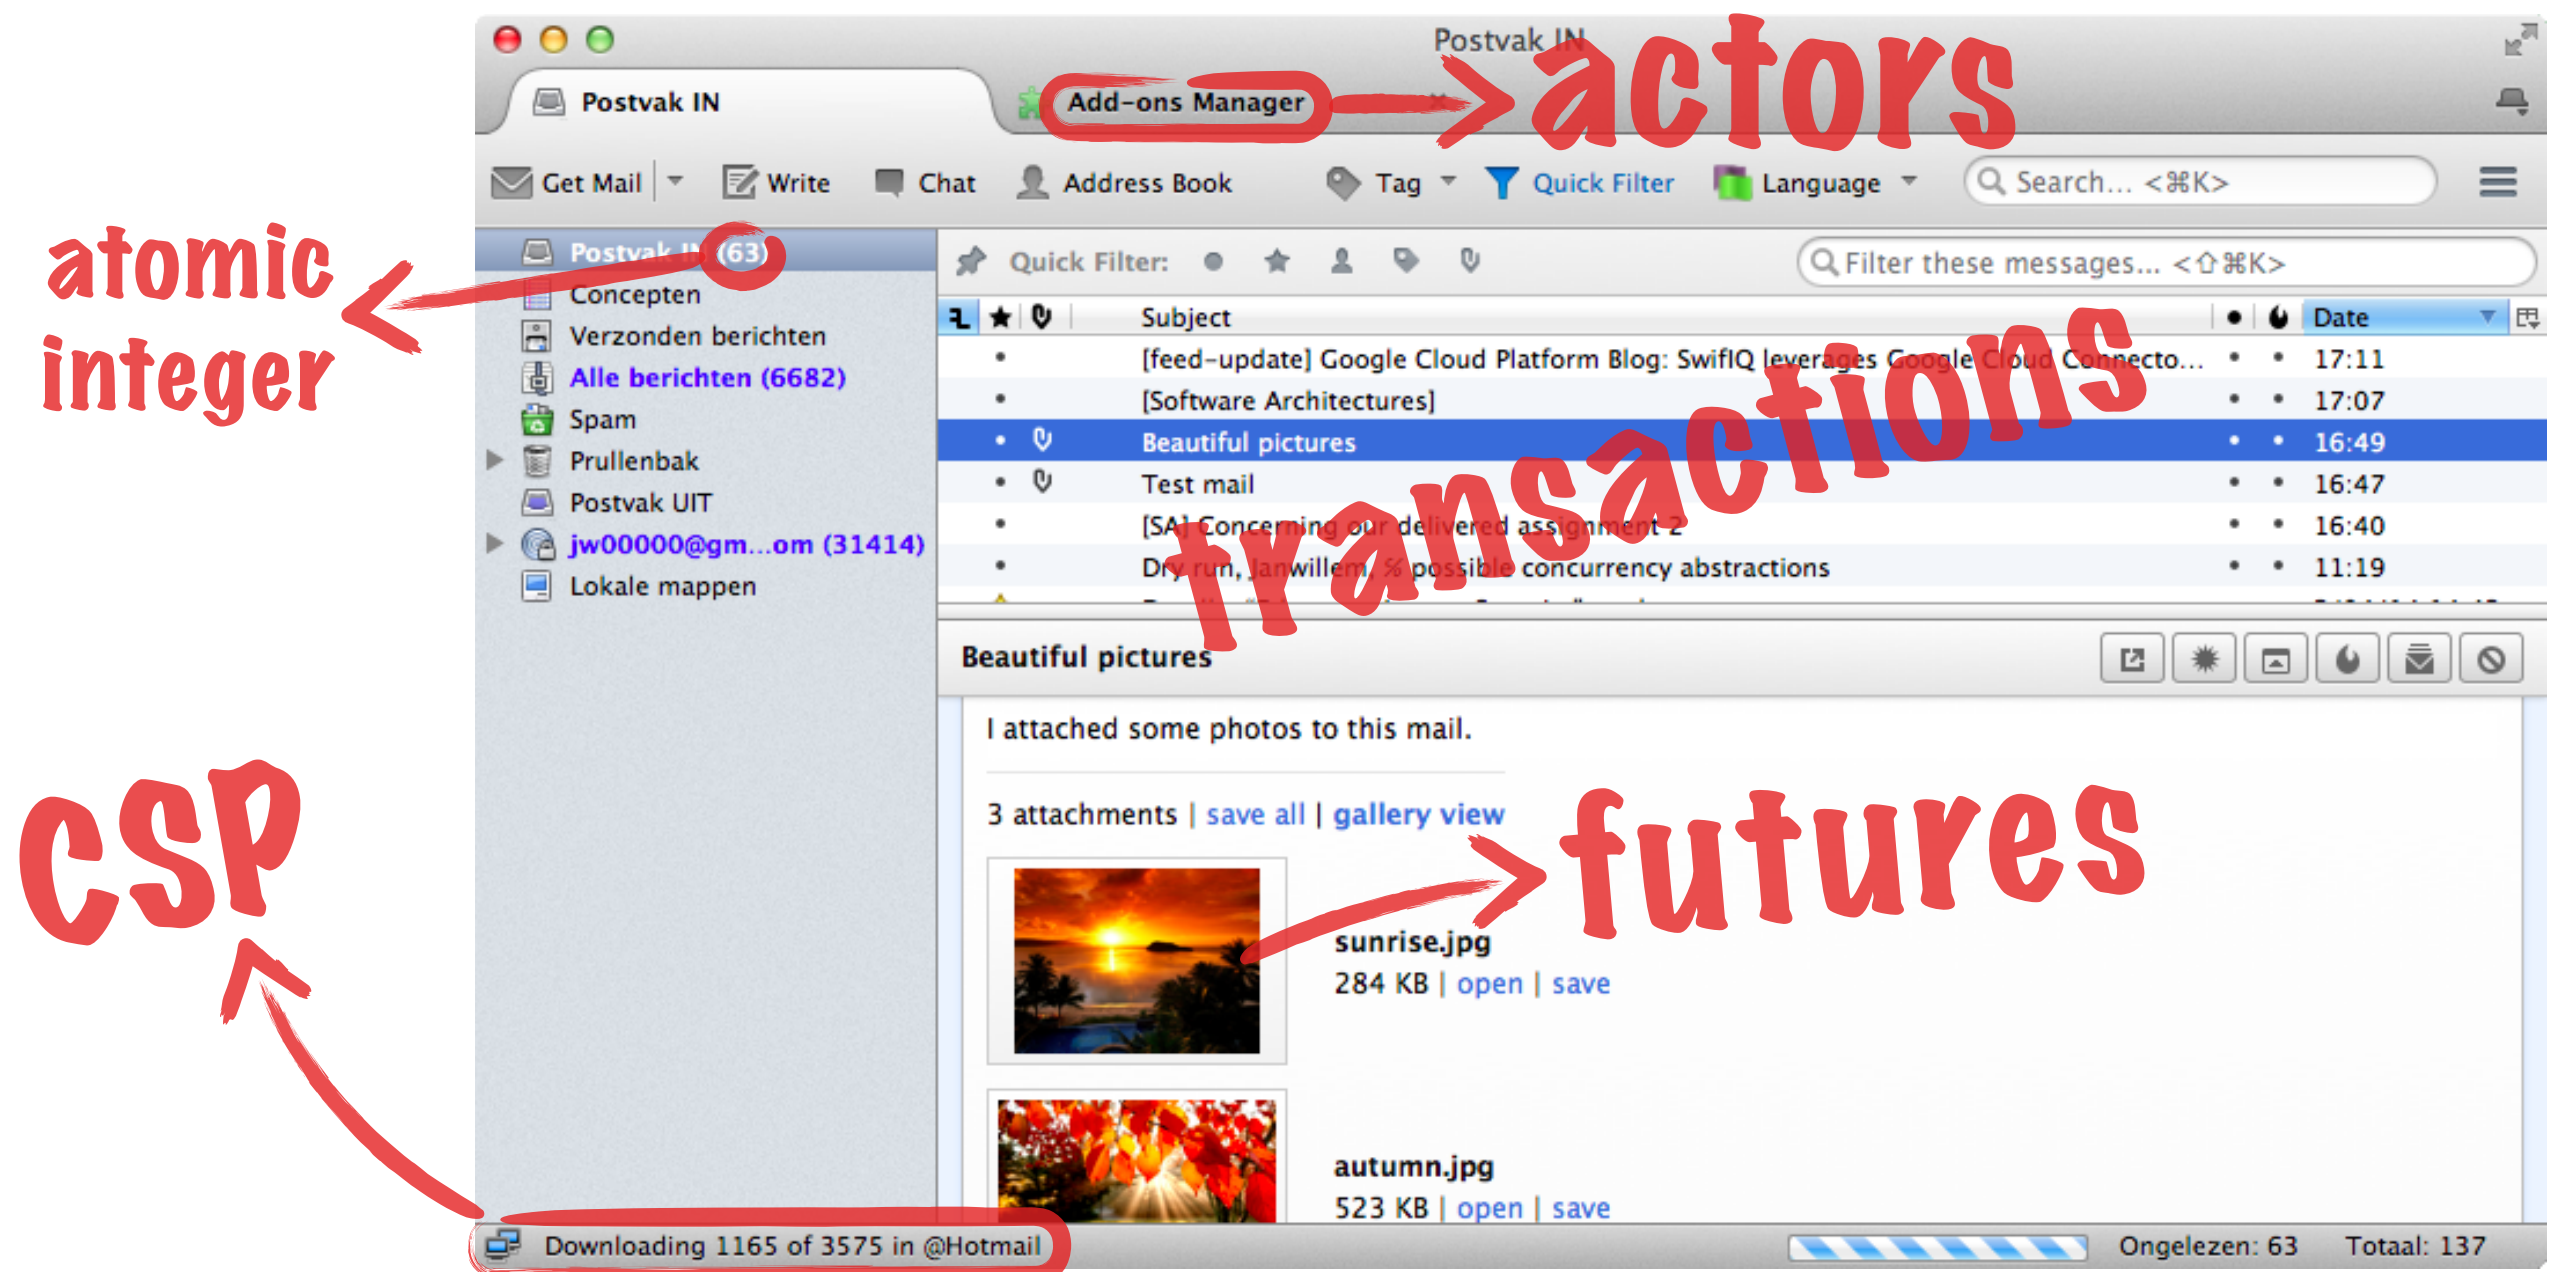 Postvak IN
actors
Postvak IN
Add-ons Manager
Get Mail
Write
Chat
Address Book
Tag
Quick Filter
Language
Search... <⌘K>
atomic
integer
Postvak IN (63)
Concepten
Verzonden berichten
Alle berichten (6682)
Spam
Prullenbak
Postvak UIT
jw00000@gm...om (31414)
Lokale mappen
Quick Filter:
Filter these messages... <⇧⌘K>
Subject
Date
[feed-update] Google Cloud Platform Blog: SwifIQ leverages Google Cloud Connecto... 17:11
[Software Architectures] 17:07
Beautiful pictures 16:49
Test mail 16:47
[SA] Concerning our delivered assignment 2 16:40
Dry run, Janwillem, % possible concurrency abstractions 11:19
transactions
Beautiful pictures
I attached some photos to this mail.
3 attachments | save all | gallery view
futures
sunrise.jpg
284 KB | open | save
autumn.jpg
523 KB | open | save
CSP
Downloading 1165 of 3575 in @Hotmail
Ongelezen: 63
Totaal: 137